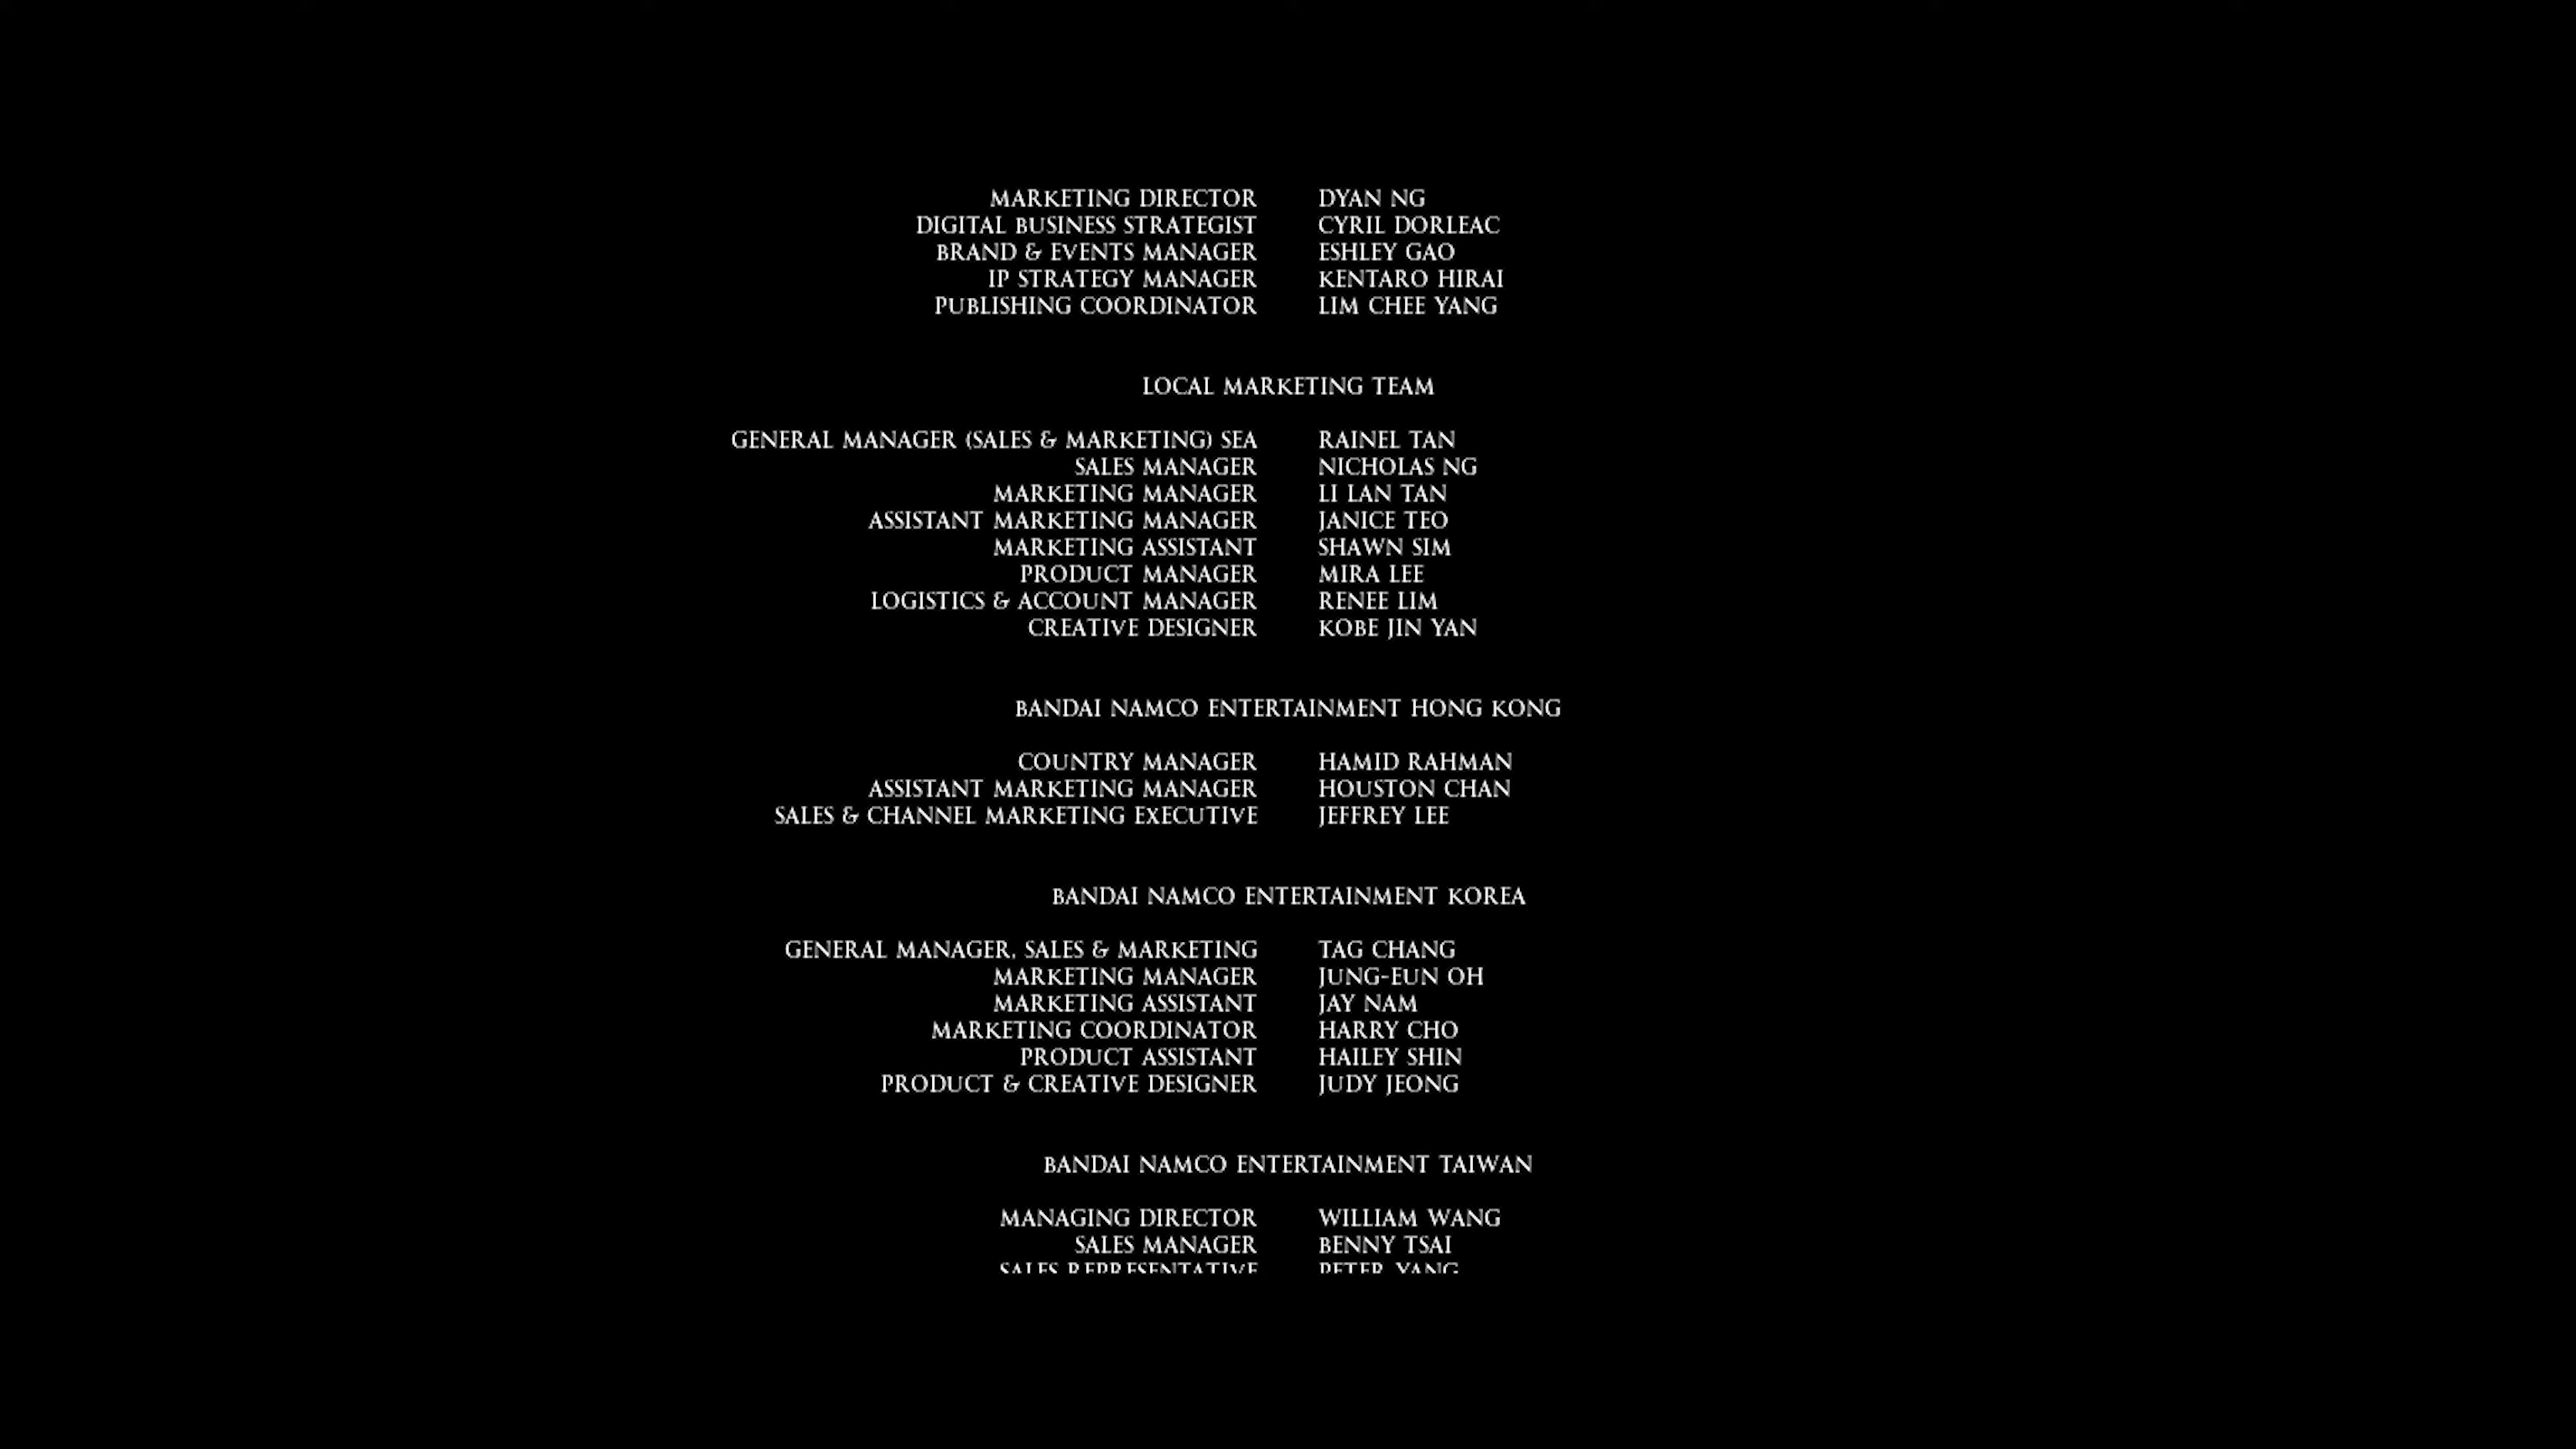 MARKETING DIRECTOR DYAN NG
DIGITAL BUSINESS STRATEGIST CYRIL DORLEAC
BRAND & EVENTS MANAGER ESHLEY GAO
IP STRATEGY MANAGER KENTARO HIRAI
PUBLISHING COORDINATOR LIM CHEE YANG
LOCAL MARKETING TEAM
GENERAL MANAGER (SALES & MARKETING) SEA RAINEL TAN
SALES MANAGER NICHOLAS NG
MARKETING MANAGER LI LAN TAN
ASSISTANT MARKETING MANAGER JANICE TEO
MARKETING ASSISTANT SHAWN SIM
PRODUCT MANAGER MIRA LEE
LOGISTICS & ACCOUNT MANAGER RENEE LIM
CREATIVE DESIGNER KOBE JIN YAN
BANDAI NAMCO ENTERTAINMENT HONG KONG
COUNTRY MANAGER HAMID RAHMAN
ASSISTANT MARKETING MANAGER HOUSTON CHAN
SALES & CHANNEL MARKETING EXECUTIVE JEFFREY LEE
BANDAI NAMCO ENTERTAINMENT KOREA
GENERAL MANAGER, SALES & MARKETING TAG CHANG
MARKETING MANAGER JUNG-EUN OH
MARKETING ASSISTANT JAY NAM
MARKETING COORDINATOR HARRY CHO
PRODUCT ASSISTANT HAILEY SHIN
PRODUCT & CREATIVE DESIGNER JUDY JEONG
BANDAI NAMCO ENTERTAINMENT TAIWAN
MANAGING DIRECTOR WILLIAM WANG
SALES MANAGER BENNY TSAI
SALES REPRESENTATIVE PETER YANG